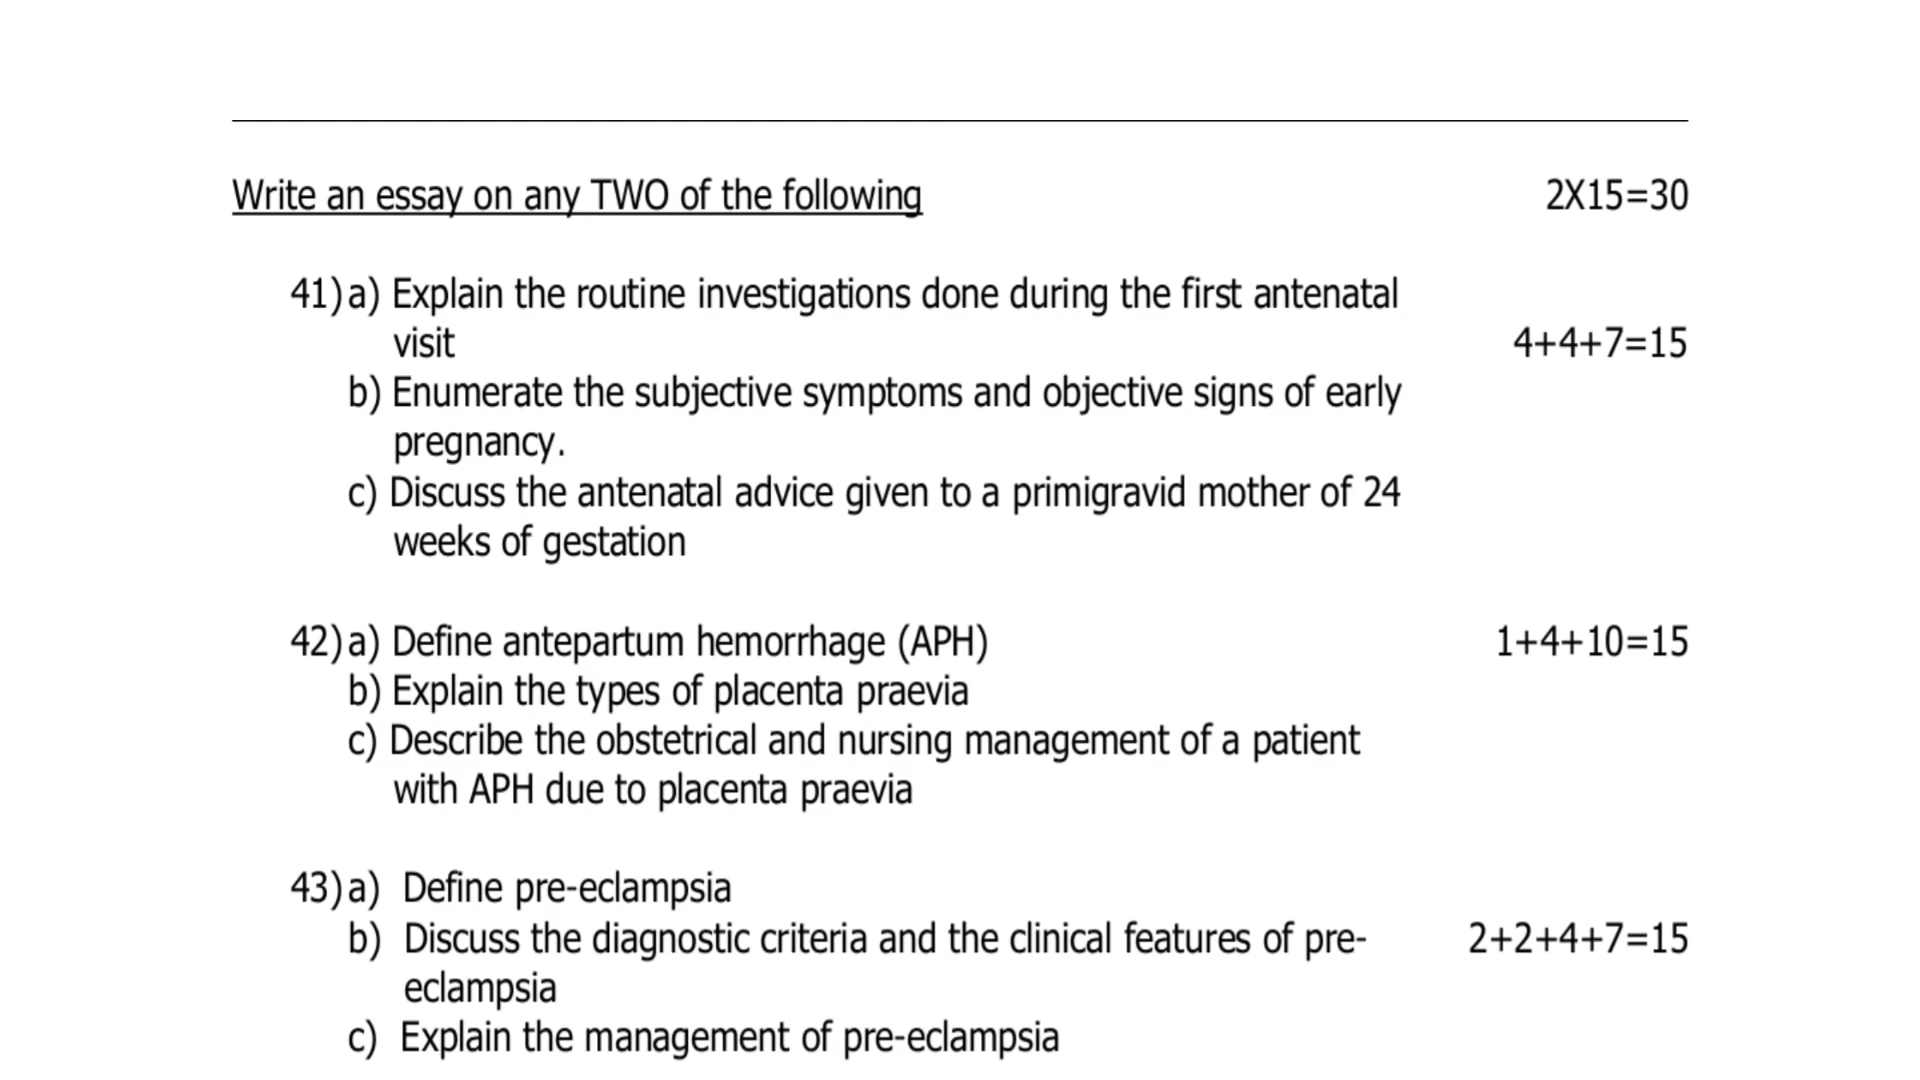 Write an essay on any TWO of the following 2X15=30
41) a) Explain the routine investigations done during the first antenatal
visit 4+4+7=15
b) Enumerate the subjective symptoms and objective signs of early
pregnancy.
c) Discuss the antenatal advice given to a primigravid mother of 24
weeks of gestation
42) a) Define antepartum hemorrhage (APH) 1+4+10=15
b) Explain the types of placenta praevia
c) Describe the obstetrical and nursing management of a patient
with APH due to placenta praevia
43) a) Define pre-eclampsia
b) Discuss the diagnostic criteria and the clinical features of pre- 2+2+4+7=15
eclampsia
c) Explain the management of pre-eclampsia